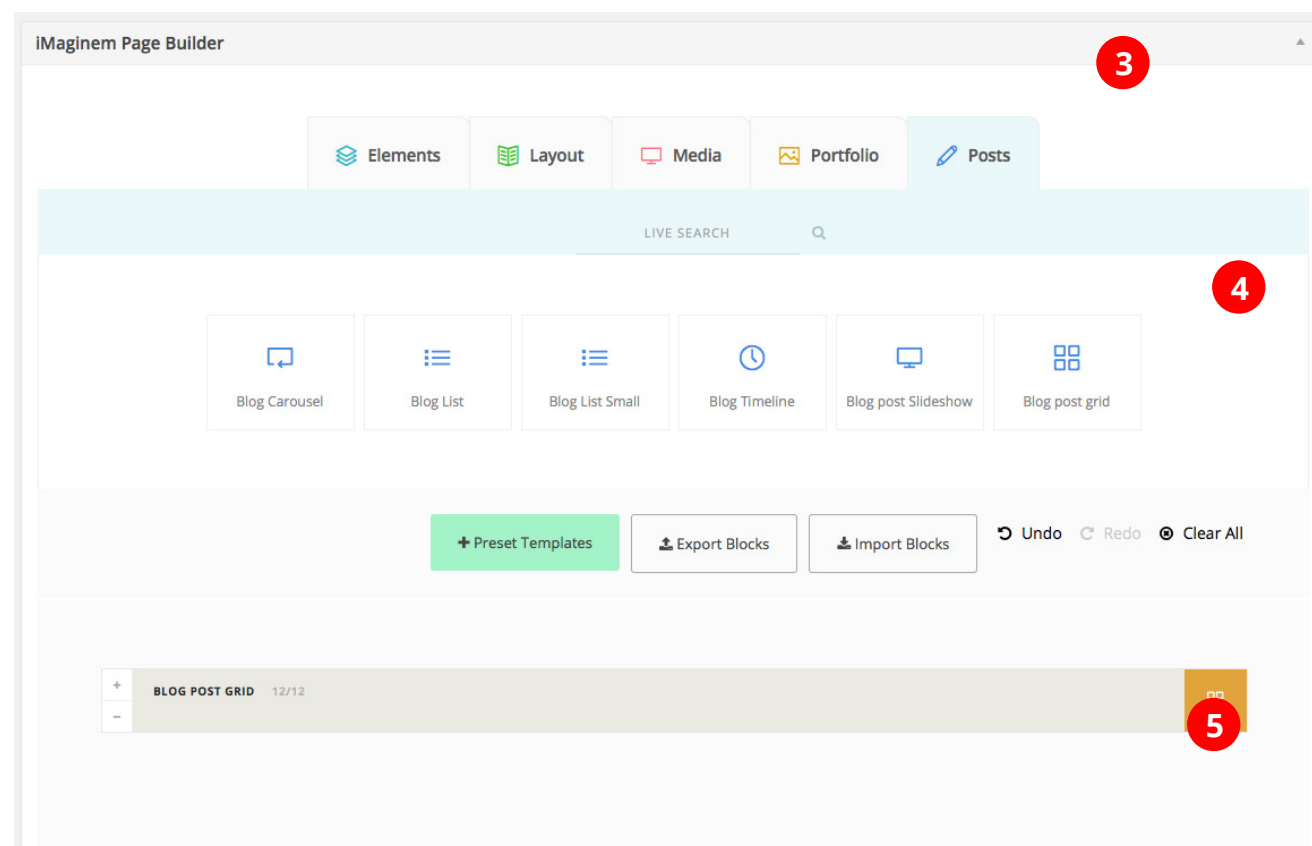 iMaginem Page Builder
3
Elements Layout Media Portfolio Posts
LIVE SEARCH
4
Blog Carousel Blog List Blog List Small Blog Timeline Blog post Slideshow Blog post grid
+ Preset Templates Export Blocks Import Blocks Undo Redo Clear All
+ BLOG POST GRID 12/12
-
5